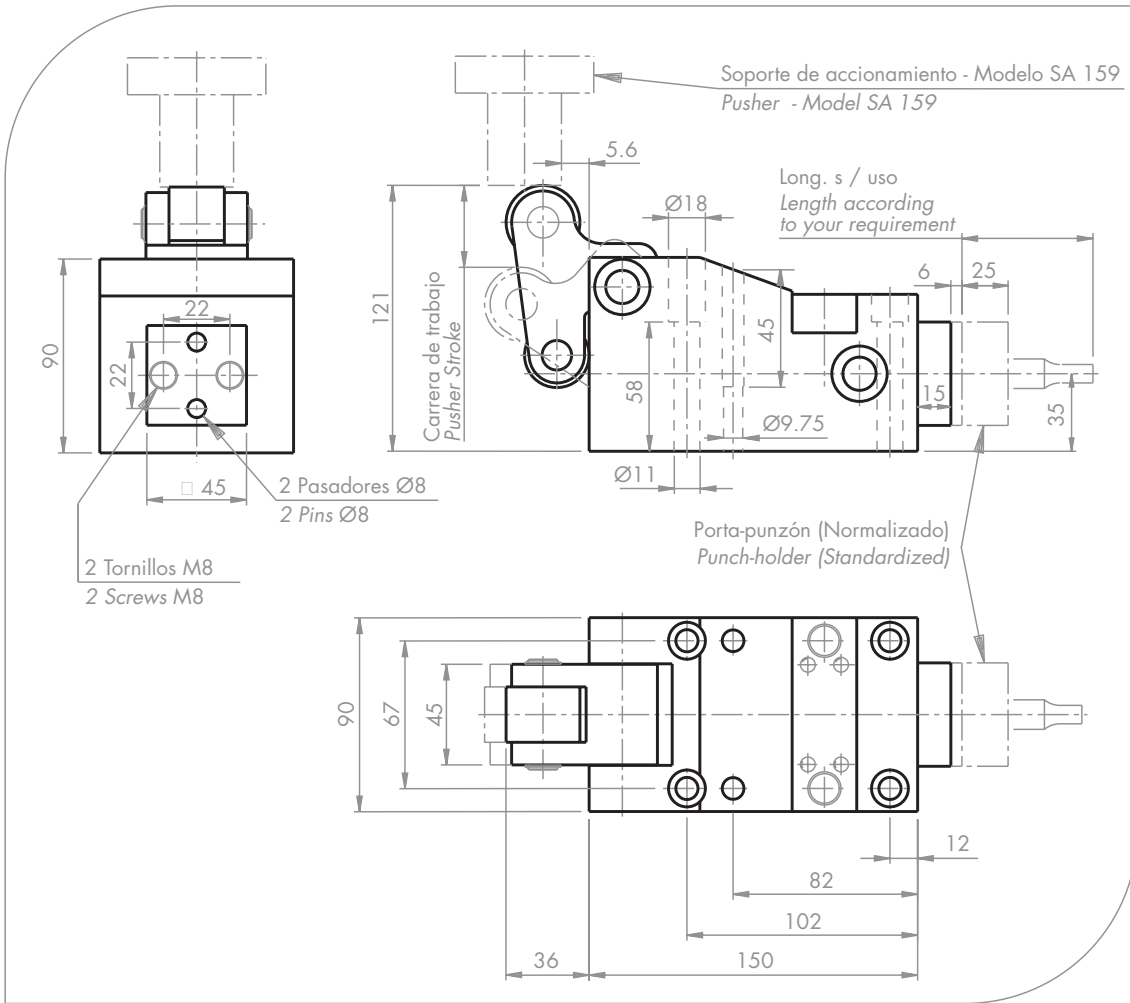 Soporte de accionamiento - Modelo SA 159
Pusher - Model SA 159
5.6
Long. s / uso
Length according
to your requirement
Ø18
6
25
Carrera de trabajo
Pusher Stroke
121
45
58
15
35
Ø9.75
Ø11
90
22
22
□ 45
2 Pasadores Ø8
2 Pins Ø8
2 Tornillos M8
2 Screws M8
Porta-punzón (Normalizado)
Punch-holder (Standardized)
90
67
45
12
82
102
36
150